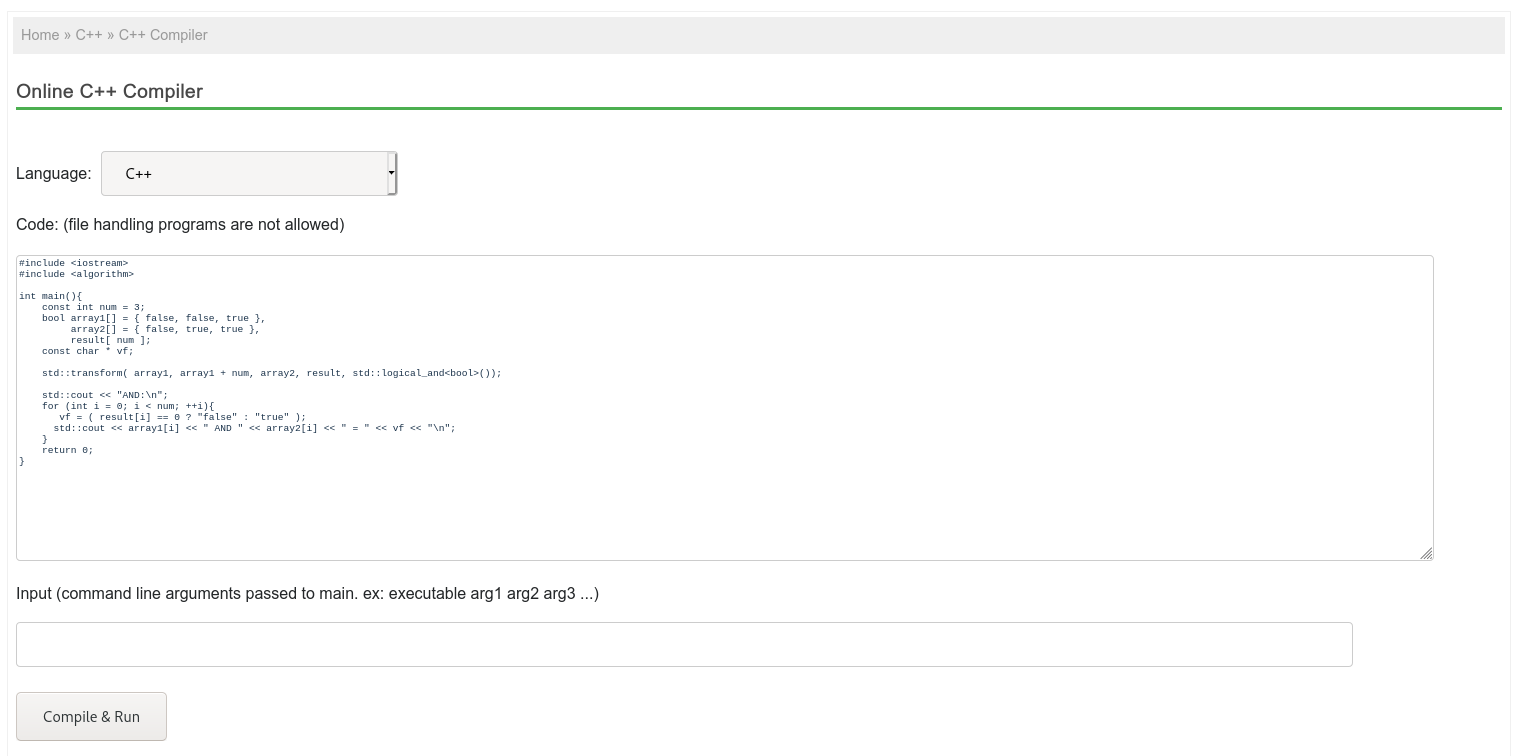 Home » C++ » C++ Compiler
Online C++ Compiler
Language:
C++
Code: (file handling programs are not allowed)
#include <iostream>
#include <algorithm>
int main(){
    const int num = 3;
    bool array1[] = { false, false, true },
         array2[] = { false, true, true },
         result[ num ];
    const char * vf;
    std::transform( array1, array1 + num, array2, result, std::logical_and<bool>());
    std::cout << "AND:\n";
    for (int i = 0; i < num; ++i){
       vf = ( result[i] == 0 ? "false" : "true" );
      std::cout << array1[i] << " AND " << array2[i] << " = " << vf << "\n";
    }
    return 0;
}
Input (command line arguments passed to main. ex: executable arg1 arg2 arg3 ...)
Compile & Run